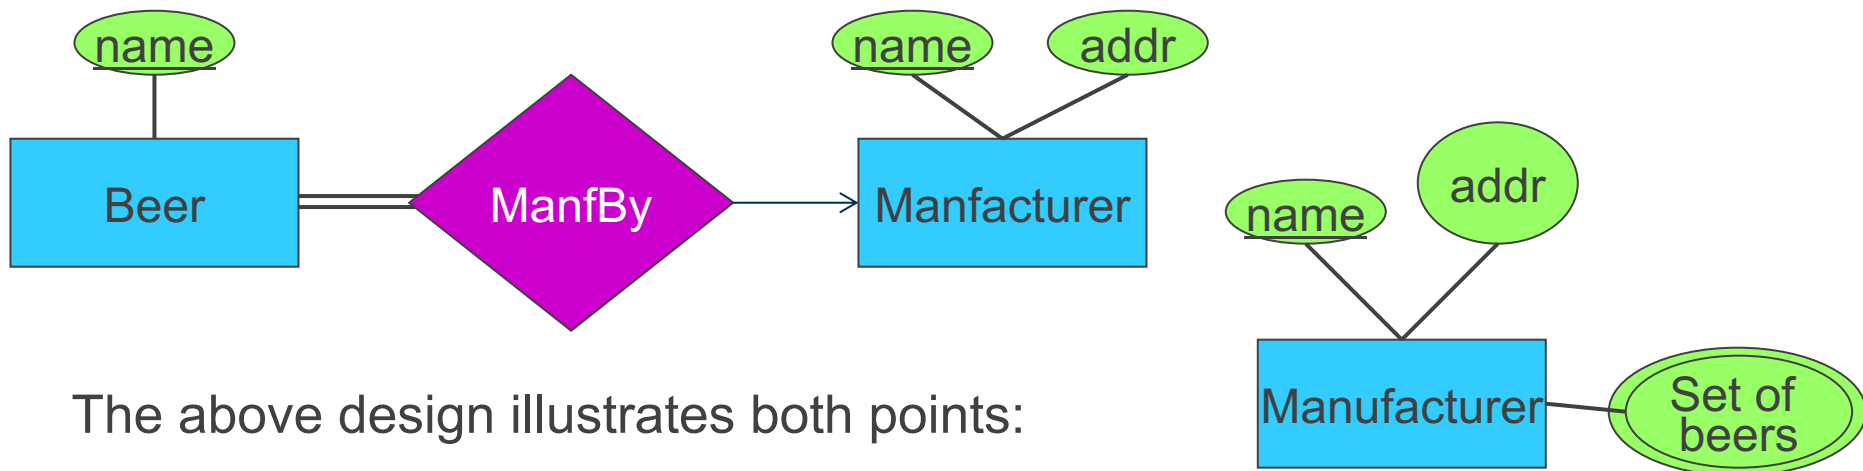 name
name
addr
Beer
ManfBy
Manfacturer
name
addr
The above design illustrates both points:
Manufacturer
Set of
beers